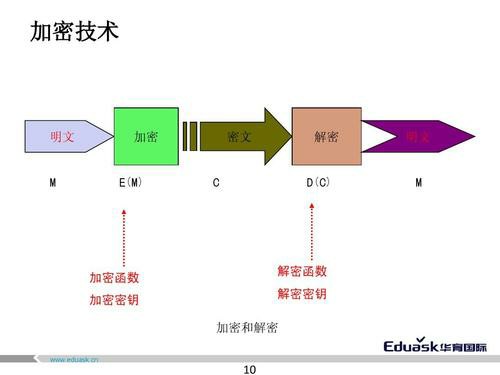 加密技术
明文 加密 密文 解密 明文
M E(M) C D(C) M
加密函数
加密密钥
解密函数
解密密钥
加密和解密
www.eduask.cn
Eduask华育国际
10